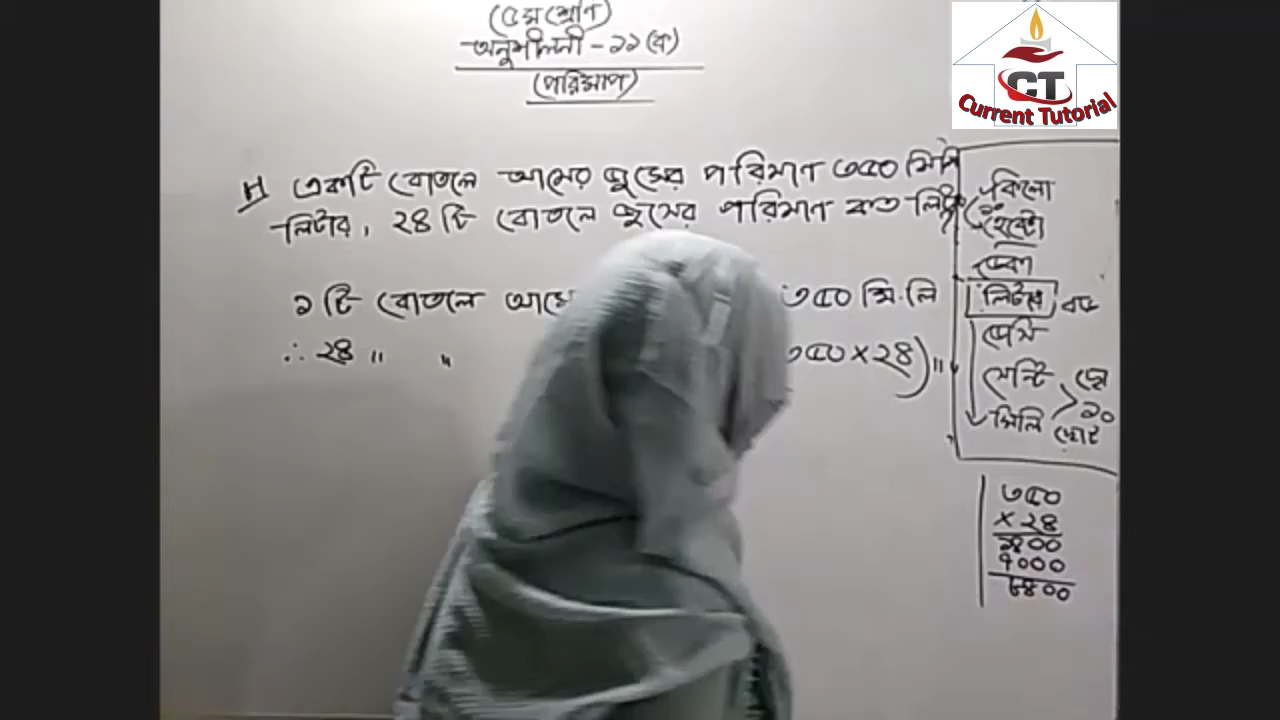 (৫ম শ্রেণি)
অনুশীলনী - ১১(ক)
(পরিমাপ)
CT
Current Tutorial
একটি বোতলে আমের জুসের পরিমাণ ৩৫০ মিলি
লিটার, ২৪ টি বোতলে জুসের পরিমাণ কত লিটার?
১ টি বোতলে আমের ৩৫০ মি.লি
∴ ২৪ " " ৩৫০ × ২৪) "
কিলো
হেক্টো
ডেকা
লিটার বড়
ডেসি
সেন্টি
মিলি
> ১০
ছোট
৩৫০
× ২৪
১৪০০
৭০০০
৮৪০০